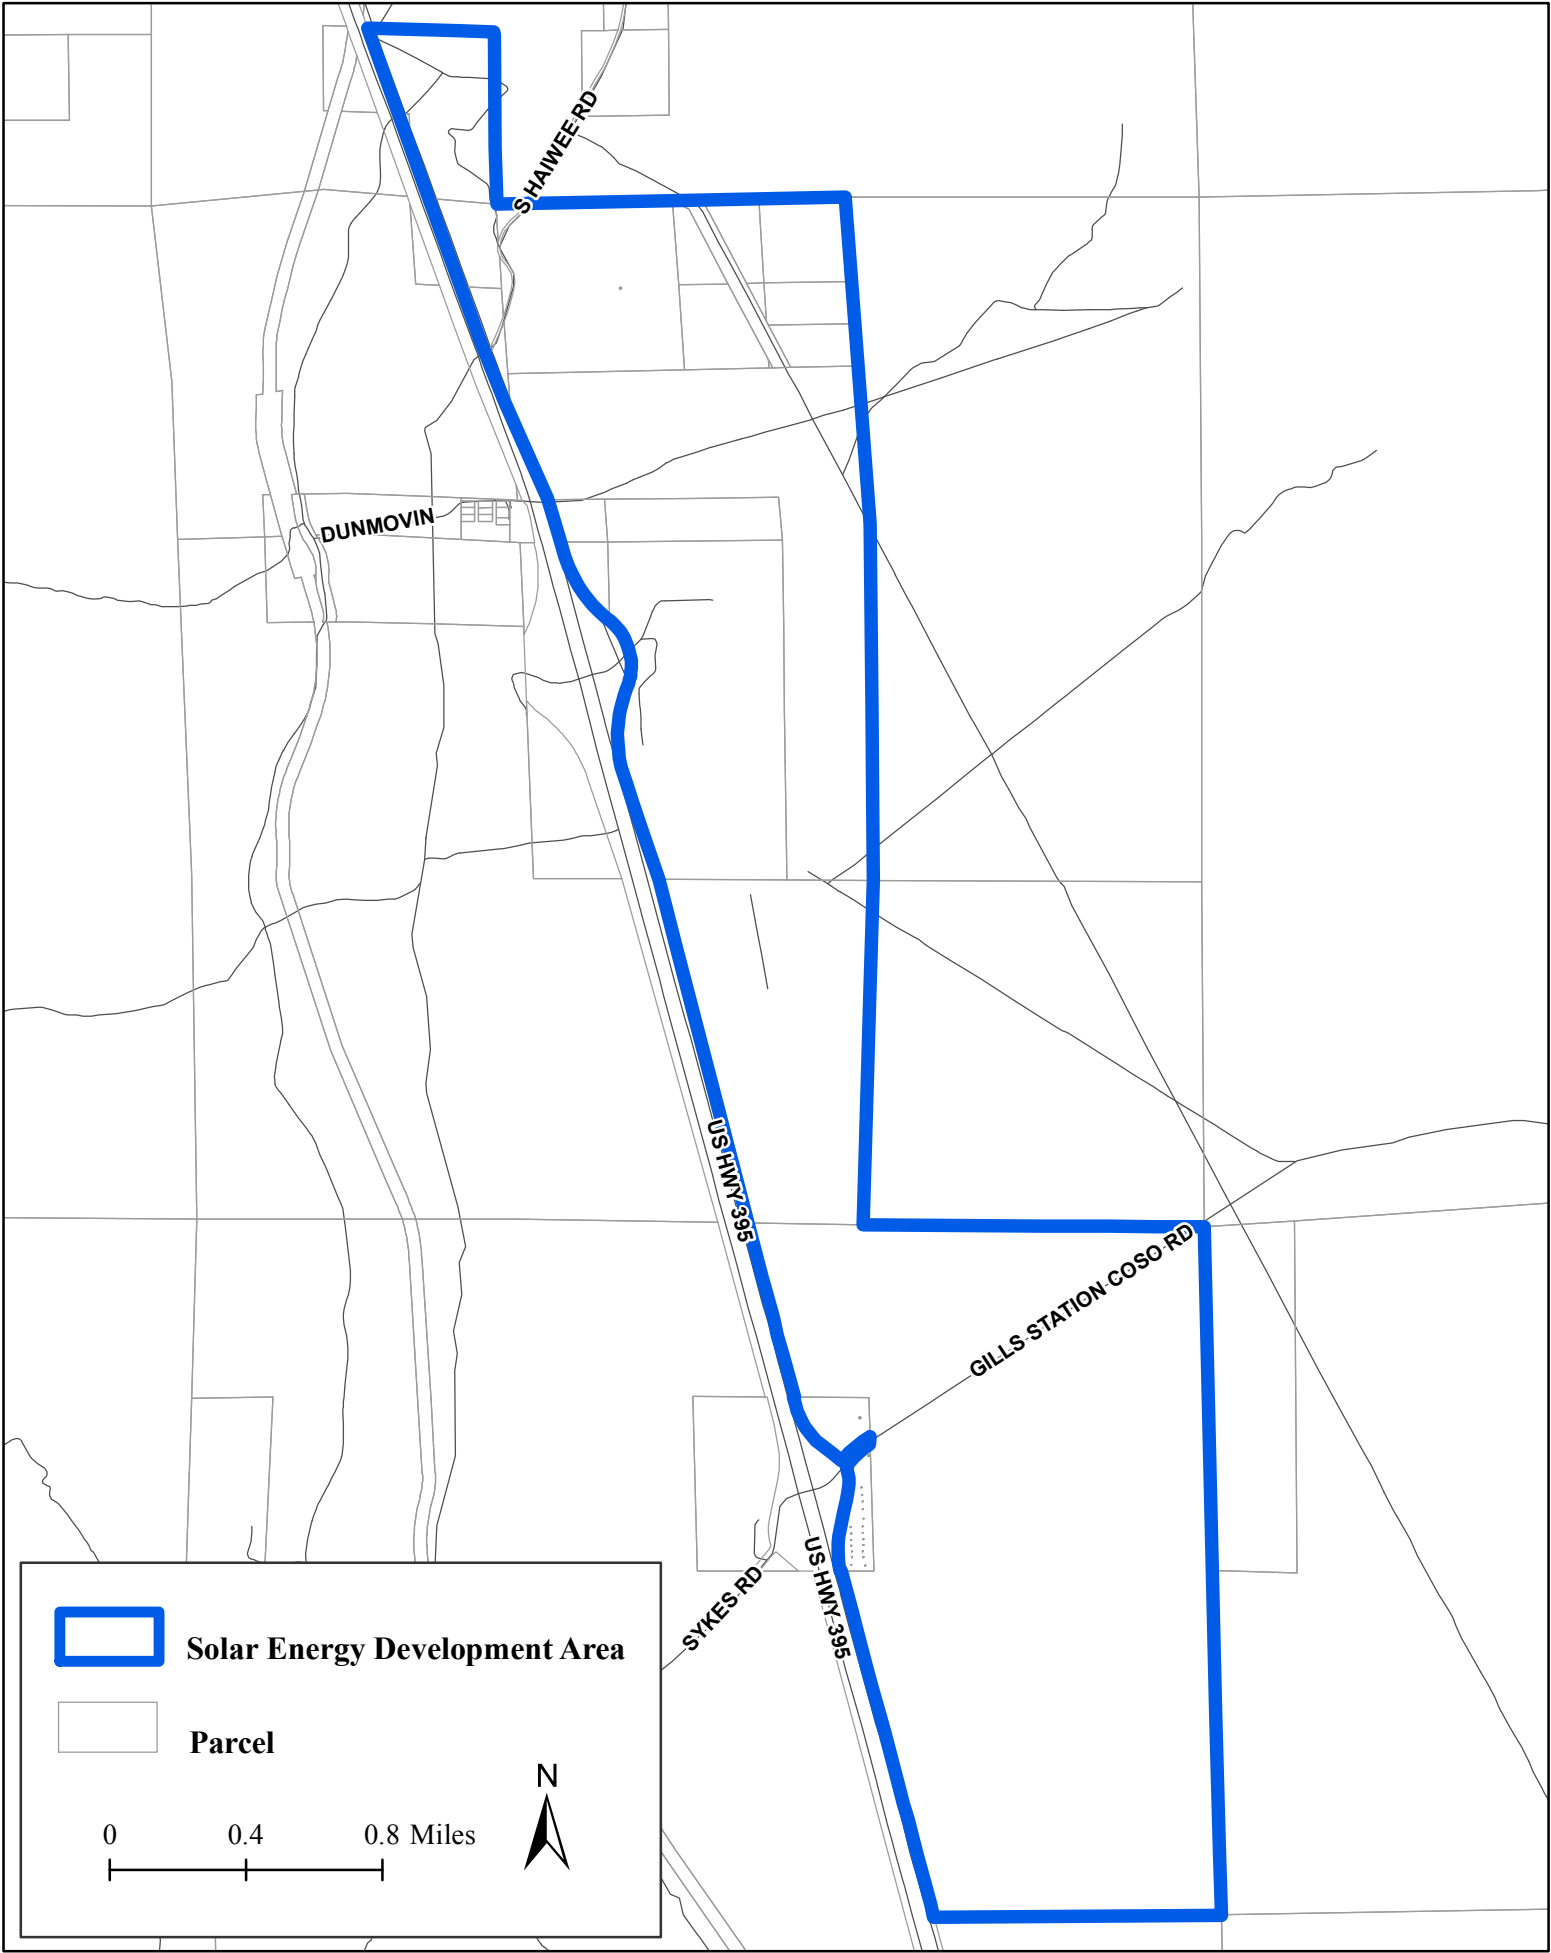 S HAIWEE RD
DUNMOVIN
US HWY 395
GILLS STATION COSO RD
US HWY 395
SYKES RD
Solar Energy Development Area
Parcel
N
0 0.4 0.8 Miles